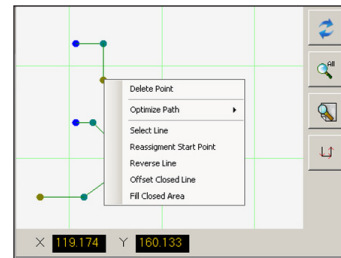 All
Delete Point
Optimize Path
Select Line
Reassigment Start Point
Reverse Line
Offset Closed Line
Fill Closed Area
X 119.174 Y 160.133